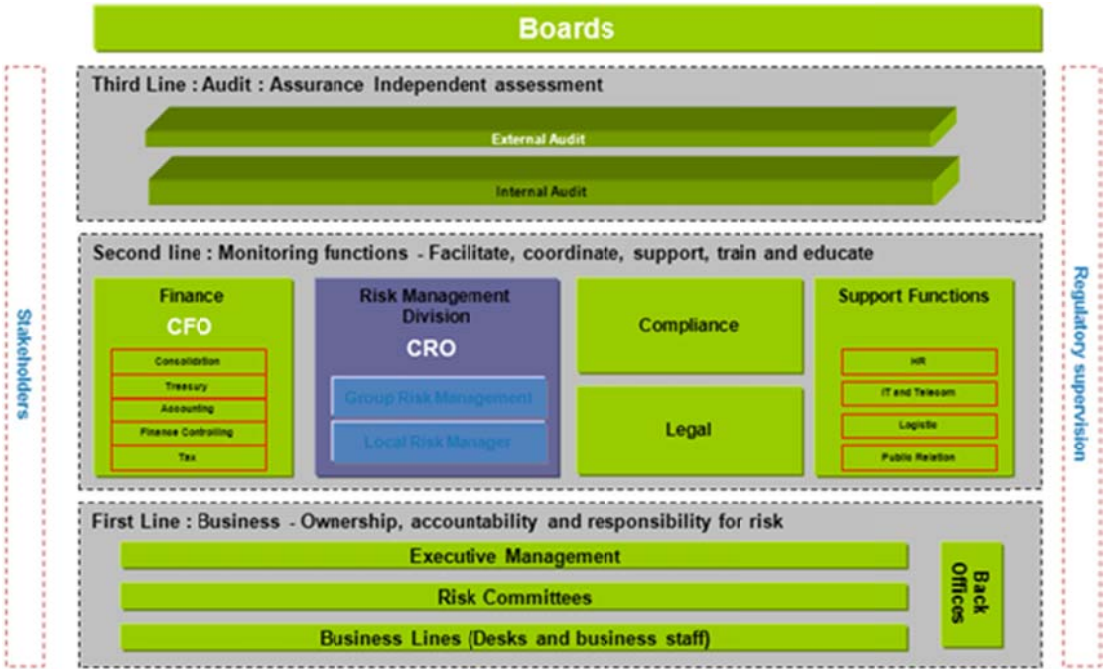 Boards
Third Line : Audit : Assurance Independent assessment
External Audit
Internal Audit
Second line : Monitoring functions - Facilitate, coordinate, support, train and educate
Finance
CFO
Consolidation
Treasury
Accounting
Finance Controlling
Tax
Risk Management
Division
CRO
Group Risk Management
Local Risk Manager
Compliance
Legal
Support Functions
HR
IT and Telecom
Logistic
Public Relation
First Line : Business - Ownership, accountability and responsibility for risk
Executive Management
Risk Committees
Business Lines (Desks and business staff)
Back
Offices
Stakeholders
Regulatory supervision